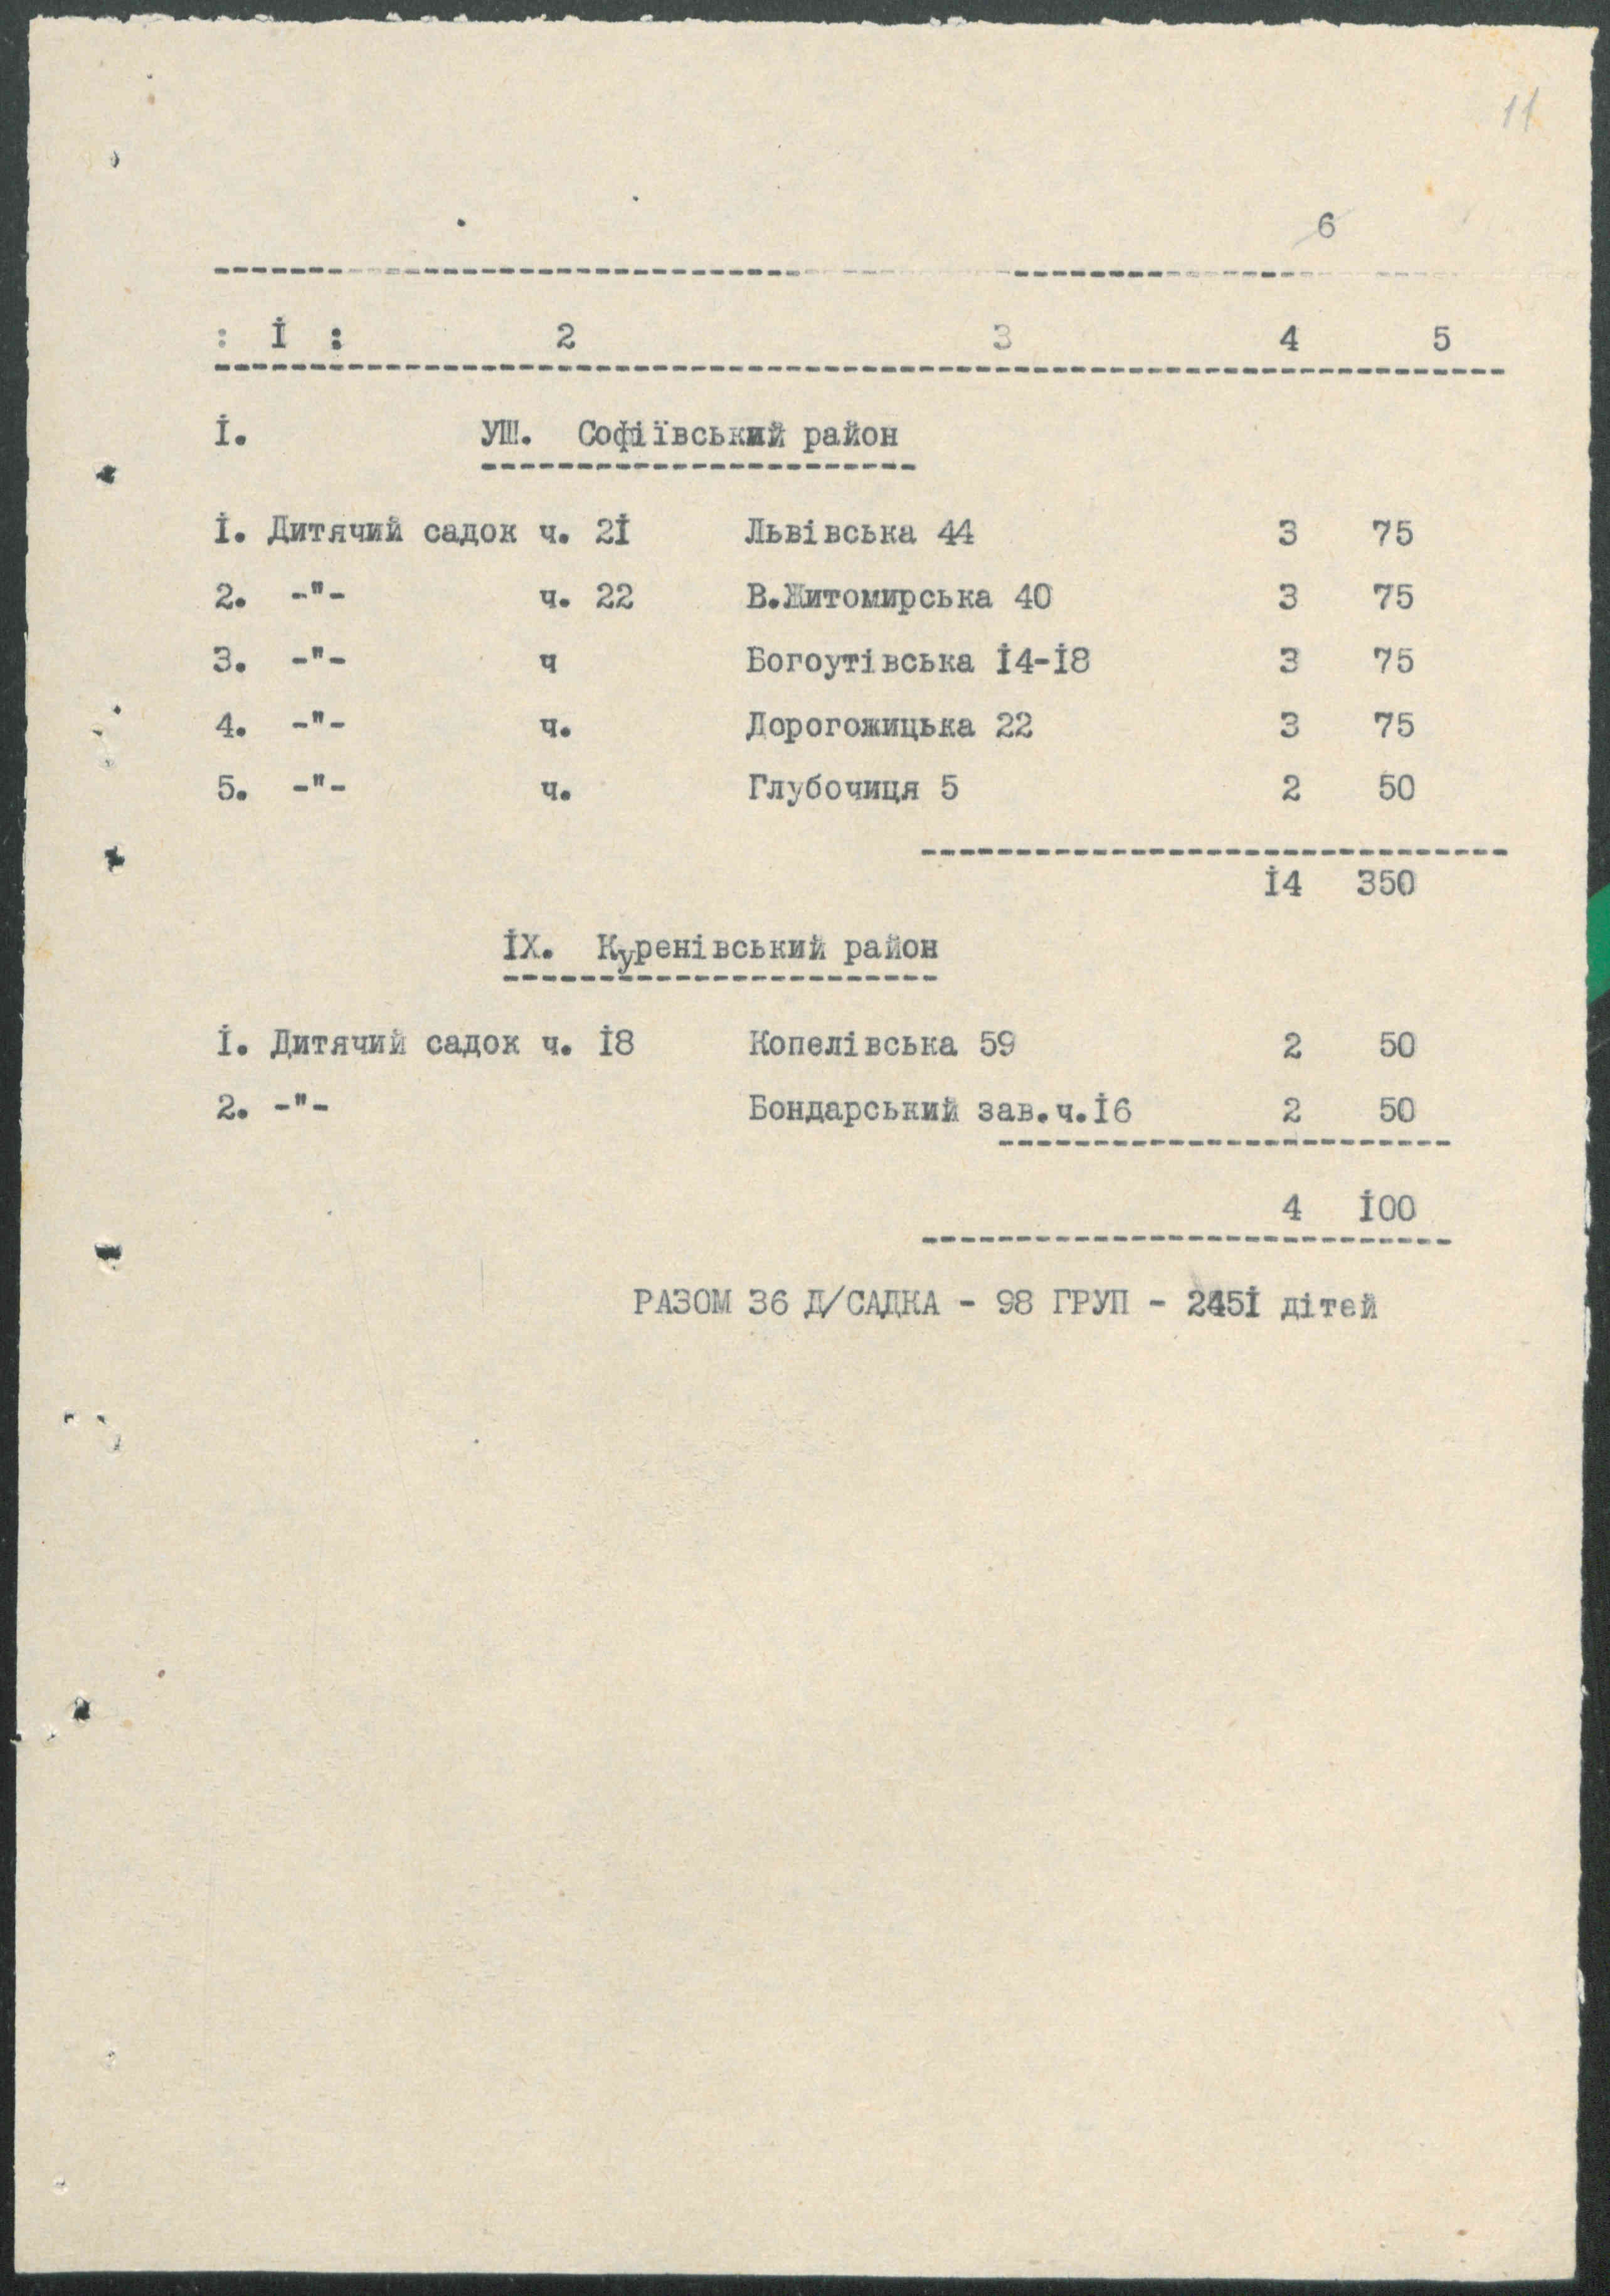 11
6
: І : 2 3 4 5
І. УШ. Софіївський район
І. Дитячий садок ч. 2І Львівська 44 3 75
2. -"- ч. 22 В.Житомирська 40 3 75
3. -"- ч Богоутівська І4-І8 3 75
4. -"- ч. Дорогожицька 22 3 75
5. -"- ч. Глубочиця 5 2 50
І4 350
ІХ. Куренівський район
І. Дитячий садок ч. І8 Копелівська 59 2 50
2. -"- Бондарський зав.ч.І6 2 50
4 І00
РАЗОМ 36 Д/САДКА - 98 ГРУП - 245І дітей